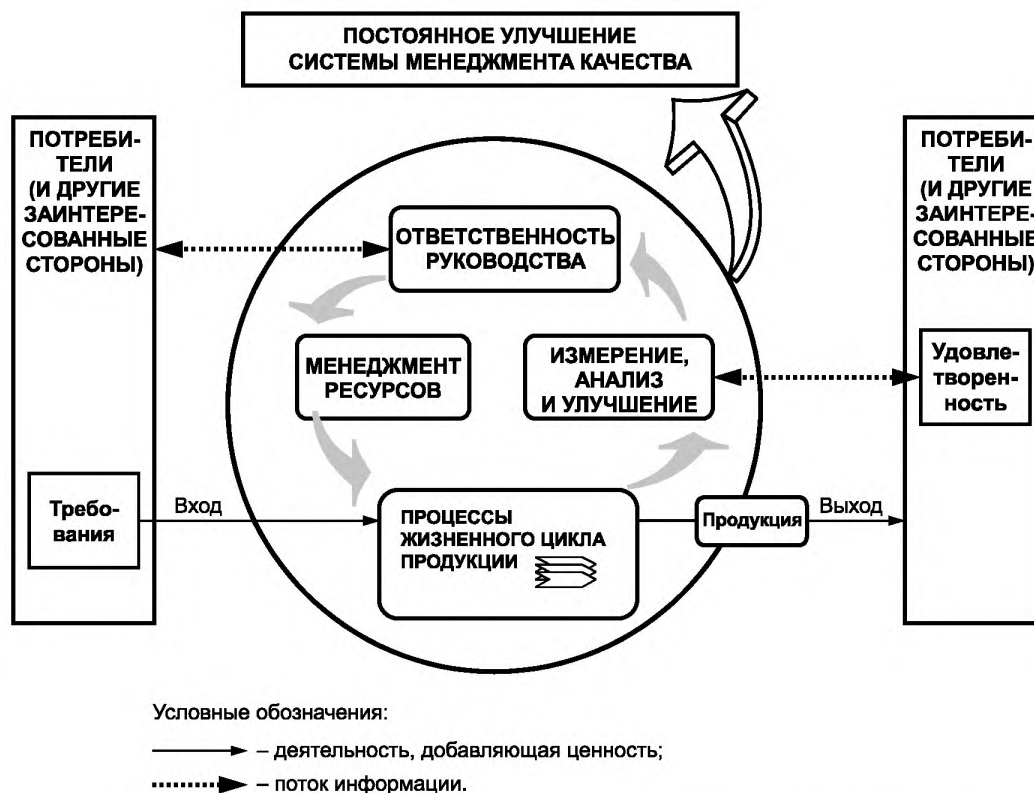 ПОСТОЯННОЕ УЛУЧШЕНИЕ
СИСТЕМЫ МЕНЕДЖМЕНТА КАЧЕСТВА
ПОТРЕБИ-
ТЕЛИ
(И ДРУГИЕ
ЗАИНТЕРЕ-
СОВАННЫЕ
СТОРОНЫ)
ПОТРЕБИ-
ТЕЛИ
(И ДРУГИЕ
ЗАИНТЕРЕ-
СОВАННЫЕ
СТОРОНЫ)
ОТВЕТСТВЕННОСТЬ
РУКОВОДСТВА
МЕНЕДЖМЕНТ
РЕСУРСОВ
ИЗМЕРЕНИЕ,
АНАЛИЗ
И УЛУЧШЕНИЕ
Удовле-
творен-
ность
Требо-
вания
Вход
ПРОЦЕССЫ
ЖИЗНЕННОГО ЦИКЛА
ПРОДУКЦИИ
Продукция
Выход
Условные обозначения:
– деятельность, добавляющая ценность;
– поток информации.